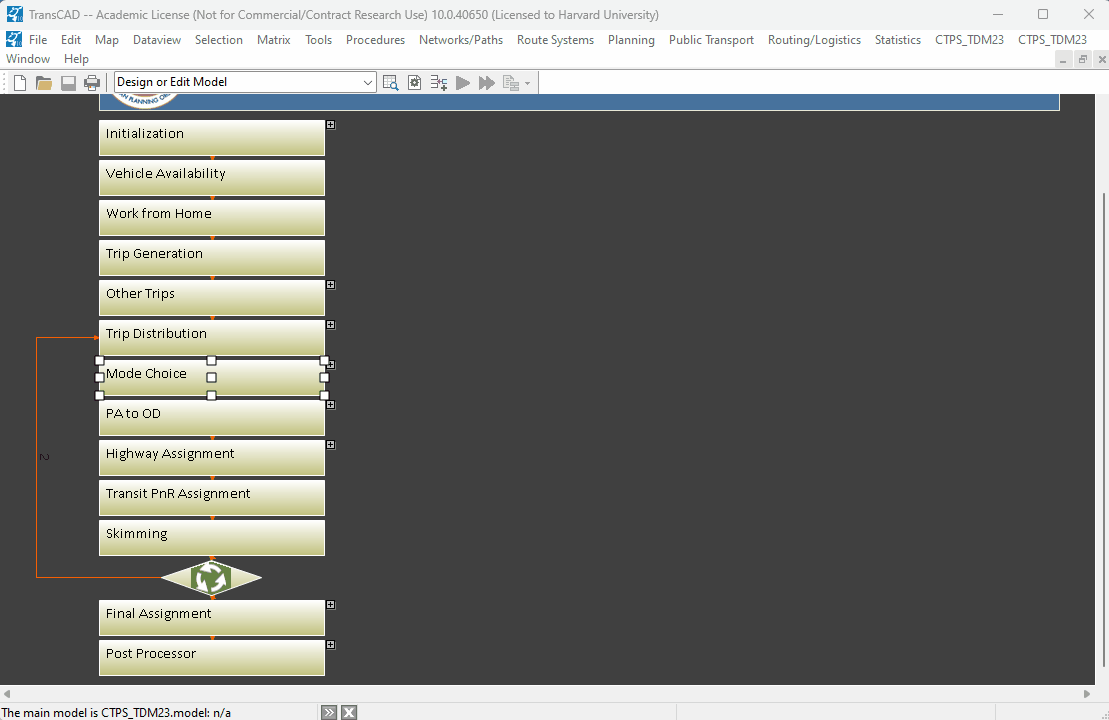 TransCAD -- Academic License (Not for Commercial/Contract Research Use) 10.0.40650 (Licensed to Harvard University)
File Edit Map Dataview Selection Matrix Tools Procedures Networks/Paths Route Systems Planning Public Transport Routing/Logistics Statistics CTPS_TDM23 CTPS_TDM23
Window Help
Design or Edit Model
Initialization
Vehicle Availability
Work from Home
Trip Generation
Other Trips
Trip Distribution
Mode Choice
PA to OD
Highway Assignment
2
Transit PnR Assignment
Skimming
Final Assignment
Post Processor
The main model is CTPS_TDM23.model: n/a